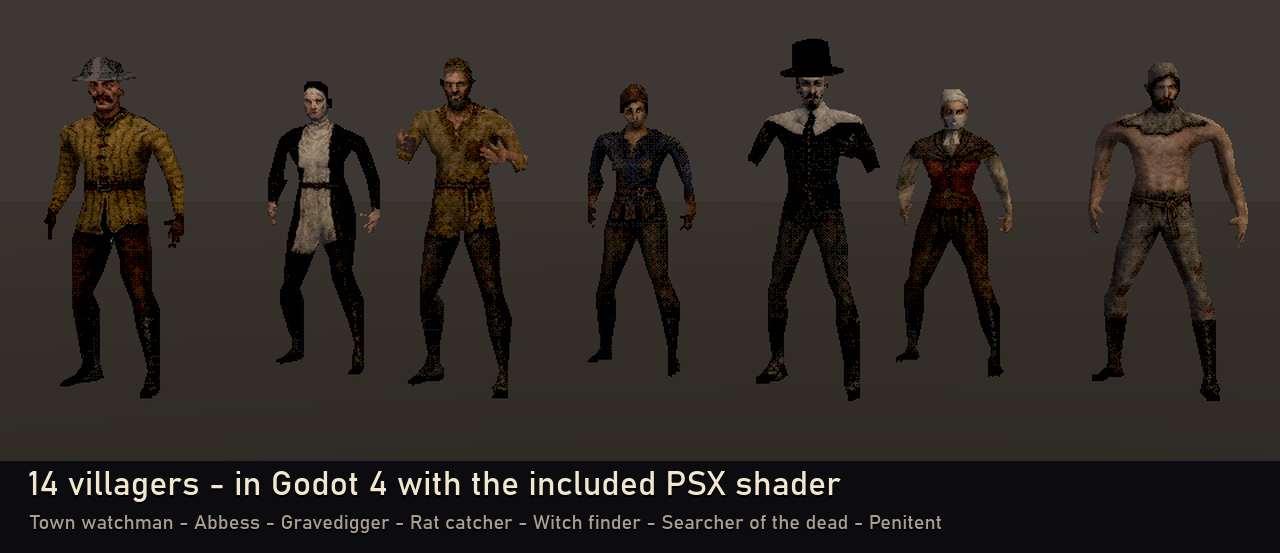 14 villagers - in Godot 4 with the included PSX shader
Town watchman - Abbess - Gravedigger - Rat catcher - Witch finder - Searcher of the dead - Penitent